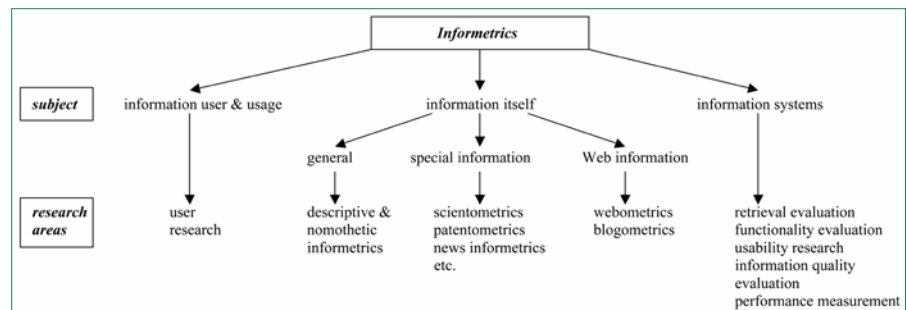 Informetrics
subject
information user & usage
information itself
information systems
general
special information
Web information
research
areas
user
research
descriptive &
nomothetic
informetrics
scientometrics
patentometrics
news informetrics
etc.
webometrics
blogometrics
retrieval evaluation
functionality evaluation
usability research
information quality
evaluation
performance measurement